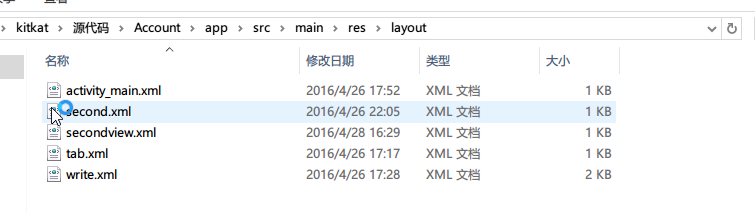 kitkat > 源代码 > Account > app > src > main > res > layout
名称 修改日期 类型 大小
activity_main.xml 2016/4/26 17:52 XML 文档 1 KB
second.xml 2016/4/26 22:05 XML 文档 1 KB
secondview.xml 2016/4/28 16:29 XML 文档 1 KB
tab.xml 2016/4/26 17:17 XML 文档 1 KB
write.xml 2016/4/26 17:28 XML 文档 2 KB